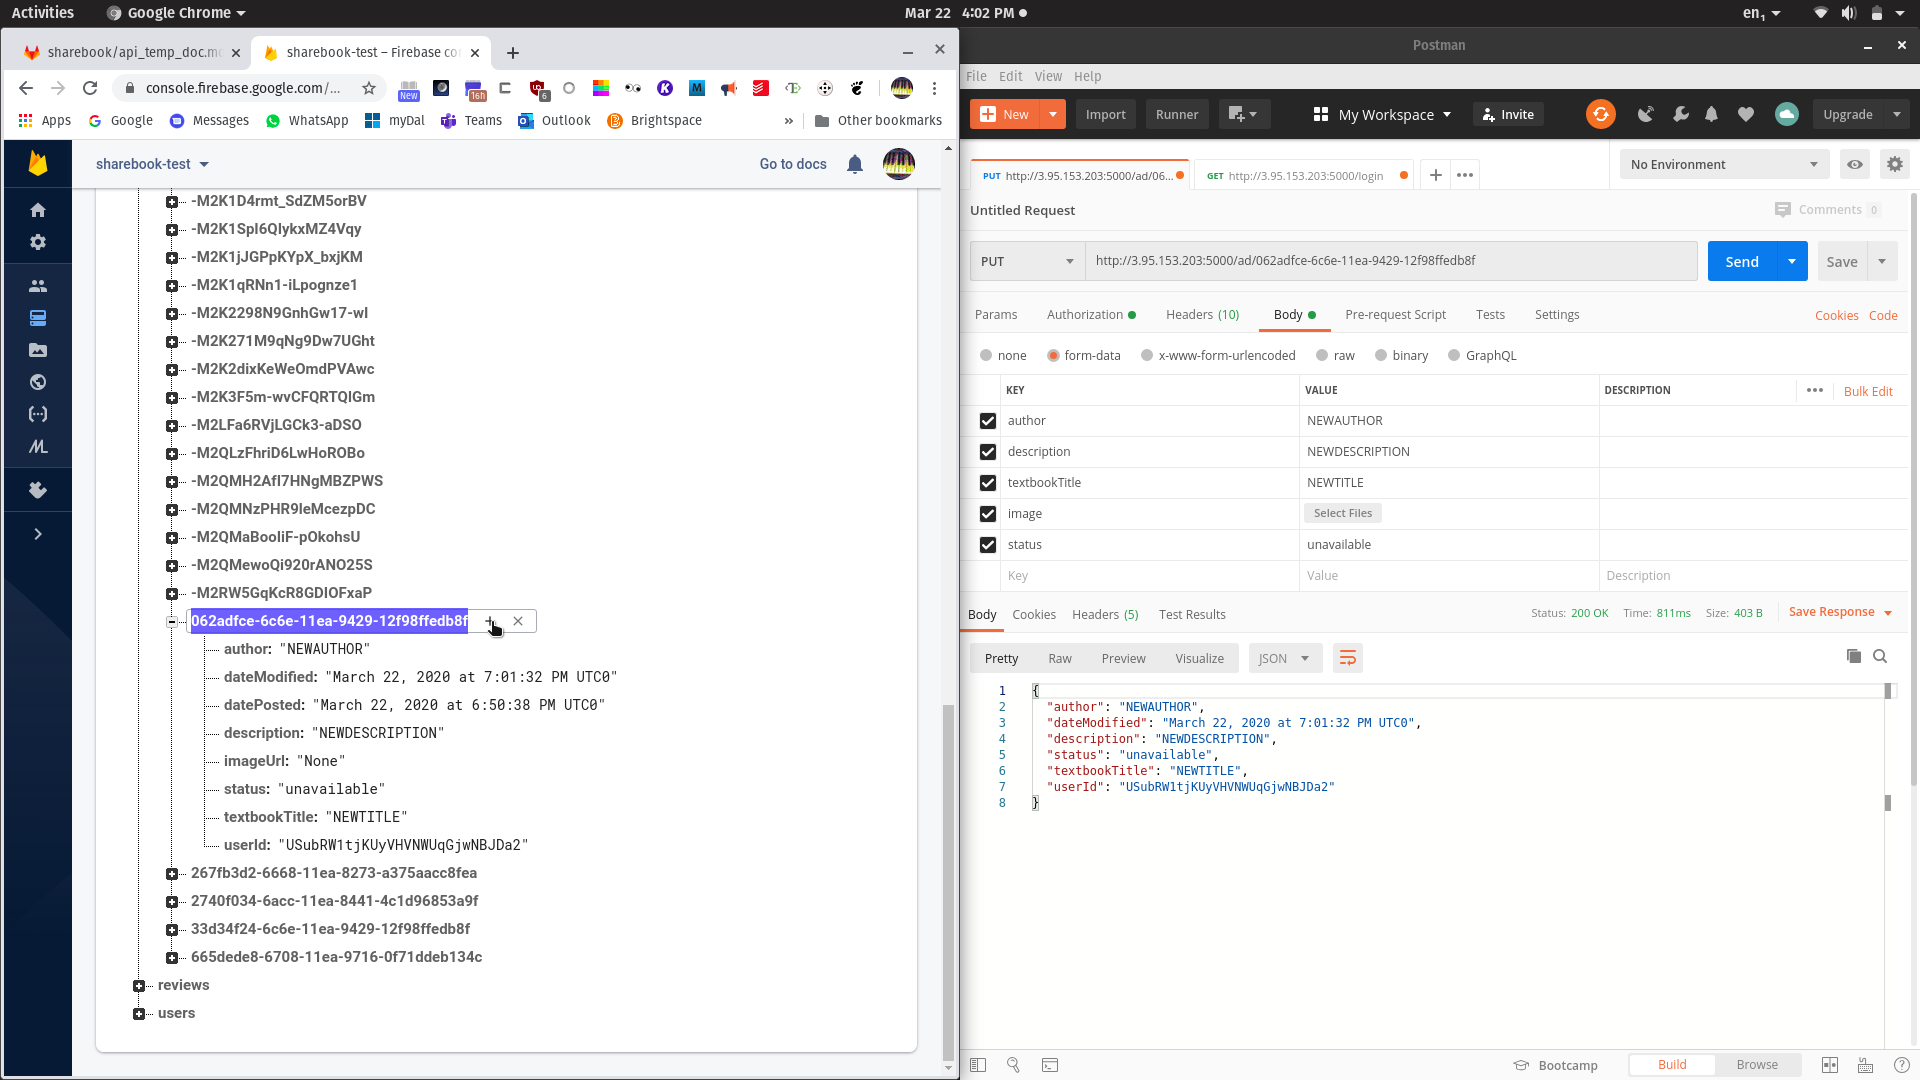 Activities
Google Chrome
Mar 22 4:02 PM
en1
sharebook/api_temp_doc.m
sharebook-test – Firebase co
console.firebase.google.com/...
New
16h
6
Apps
Google
Messages
WhatsApp
myDal
Teams
Outlook
Brightspace
»
Other bookmarks
sharebook-test
Go to docs
-M2K1D4rmt_SdZM5orBV
-M2K1Spl6QlykxMZ4Vqy
-M2K1jJGPpKYpX_bxjKM
-M2K1qRNn1-iLpognze1
-M2K2298N9GnhGw17-wI
-M2K271M9qNg9Dw7UGht
-M2K2dixKeWeOmdPVAwc
-M2K3F5m-wvCFQRTQIGm
-M2LFa6RVjLGCk3-aDSO
-M2QLzFhriD6LwHoROBo
-M2QMH2AfI7HNgMBZPWS
-M2QMNzPHR9leMcezpDC
-M2QMaBooliF-pOkohsU
-M2QMewoQi920rANO25S
-M2RW5GqKcR8GDIOFxaP
062adfce-6c6e-11ea-9429-12f98ffedb8f
author: "NEWAUTHOR"
dateModified: "March 22, 2020 at 7:01:32 PM UTC0"
datePosted: "March 22, 2020 at 6:50:38 PM UTC0"
description: "NEWDESCRIPTION"
imageUrl: "None"
status: "unavailable"
textbookTitle: "NEWTITLE"
userId: "USubRW1tjKUyVHVNWUqGjwNBJDa2"
267fb3d2-6668-11ea-8273-a375aacc8fea
2740f034-6acc-11ea-8441-4c1d96853a9f
33d34f24-6c6e-11ea-9429-12f98ffedb8f
665dede8-6708-11ea-9716-0f71ddeb134c
reviews
users
Postman
File Edit View Help
New
Import
Runner
My Workspace
Invite
Upgrade
PUT http://3.95.153.203:5000/ad/06...
GET http://3.95.153.203:5000/login
No Environment
Untitled Request
Comments 0
PUT
http://3.95.153.203:5000/ad/062adfce-6c6e-11ea-9429-12f98ffedb8f
Send
Save
Params
Authorization
Headers (10)
Body
Pre-request Script
Tests
Settings
Cookies
Code
none
form-data
x-www-form-urlencoded
raw
binary
GraphQL
KEY VALUE DESCRIPTION ... Bulk Edit
author NEWAUTHOR
description NEWDESCRIPTION
textbookTitle NEWTITLE
image Select Files
status unavailable
Key Value Description
Body Cookies Headers (5) Test Results
Status: 200 OK Time: 811ms Size: 403 B Save Response
Pretty Raw Preview Visualize JSON
1 {
2 "author": "NEWAUTHOR",
3 "dateModified": "March 22, 2020 at 7:01:32 PM UTC0",
4 "description": "NEWDESCRIPTION",
5 "status": "unavailable",
6 "textbookTitle": "NEWTITLE",
7 "userId": "USubRW1tjKUyVHVNWUqGjwNBJDa2"
8 }
Bootcamp
Build
Browse